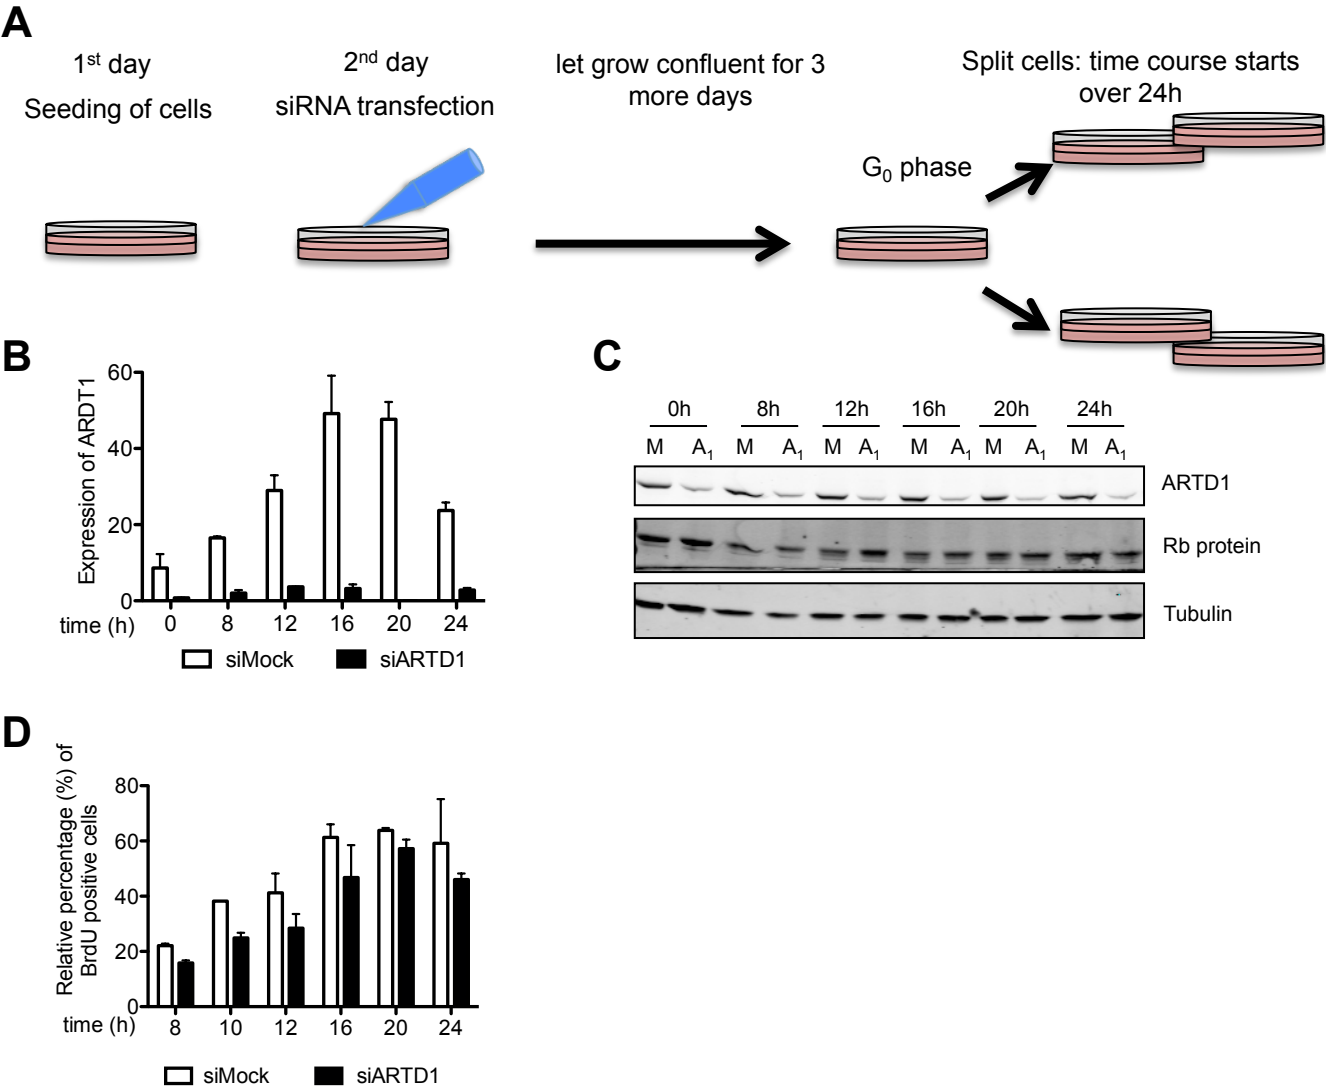 A
1st day
Seeding of cells
2nd day
siRNA transfection
let grow confluent for 3
more days
Split cells: time course starts
over 24h
G0 phase
B
Expression of ARDT1
60
40
20
0
time (h) 0 8 12 16 20 24
siMock siARTD1
C
0h 8h 12h 16h 20h 24h
M A1 M A1 M A1 M A1 M A1 M A1
ARTD1
Rb protein
Tubulin
D
Relative percentage (%) of
BrdU positive cells
80
60
40
20
0
time (h) 8 10 12 16 20 24
siMock siARTD1